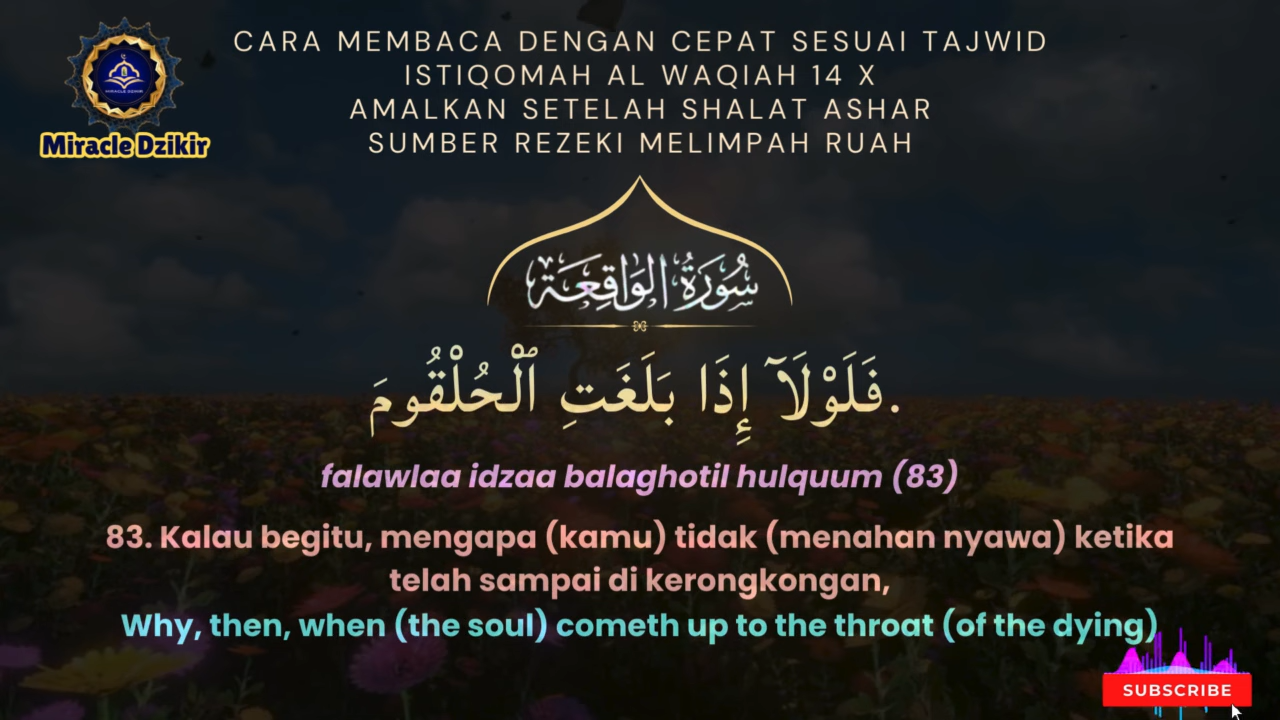 CARA MEMBACA DENGAN CEPAT SESUAI TAJWID
ISTIQOMAH AL WAQIAH 14 X
AMALKAN SETELAH SHALAT ASHAR
SUMBER REZEKI MELIMPAH RUAH
MIRACLE DZIKIR
Miracle Dzikir
سُورَةُ الوَاقِعَة
فَلَوْلَآ إِذَا بَلَغَتِ ٱلْحُلْقُومَ.
falawlaa idzaa balaghotil hulquum (83)
83. Kalau begitu, mengapa (kamu) tidak (menahan nyawa) ketika
telah sampai di kerongkongan,
Why, then, when (the soul) cometh up to the throat (of the dying)
SUBSCRIBE